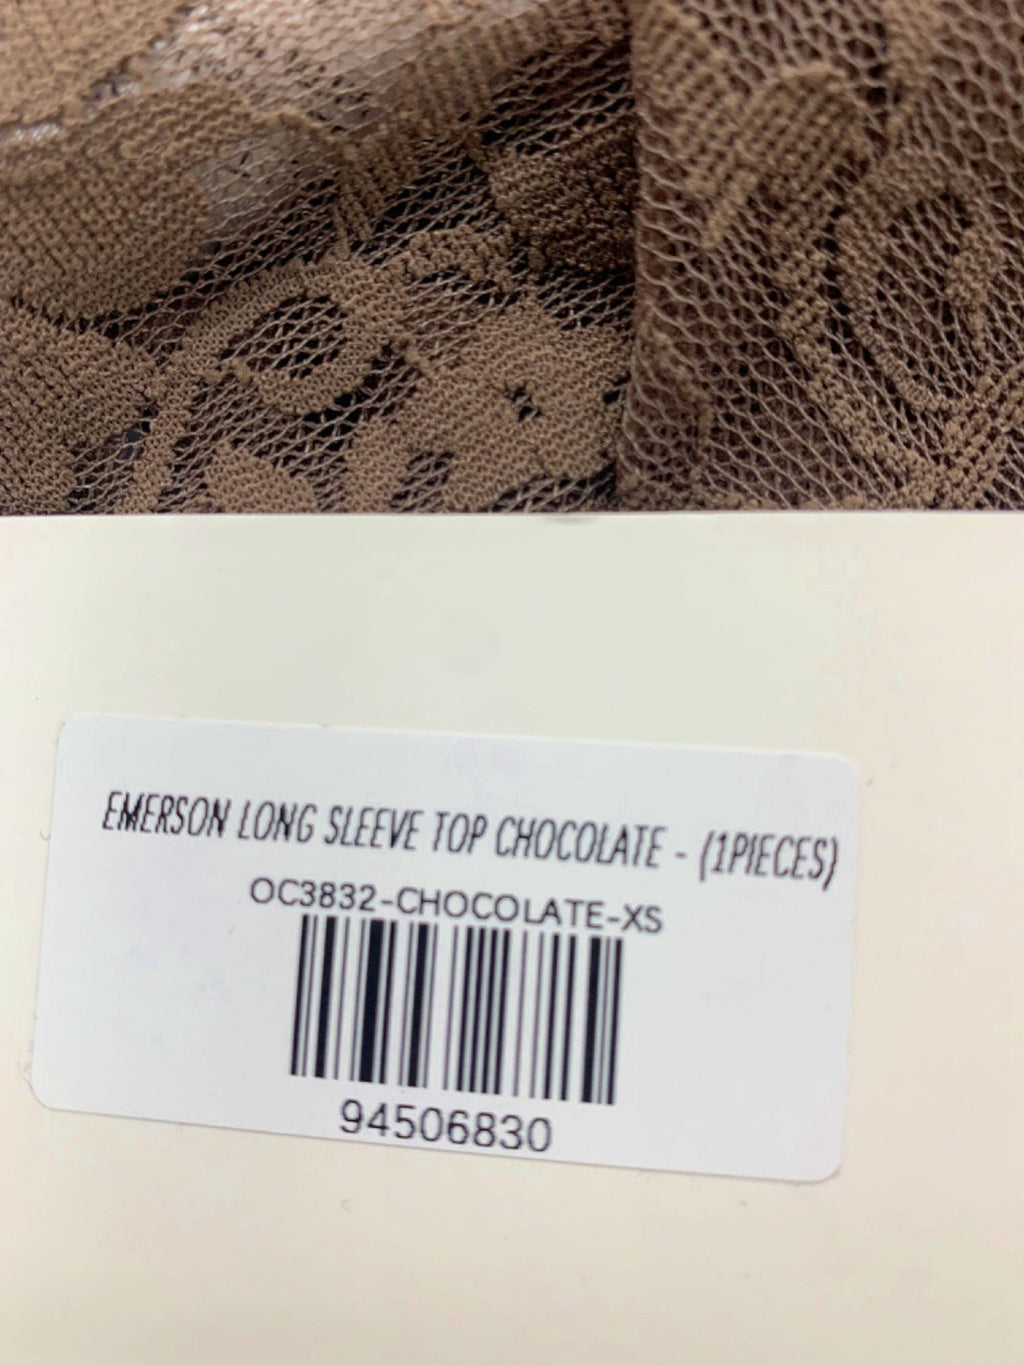 EMERSON LONG SLEEVE TOP CHOCOLATE - (1PIECES)
OC3832-CHOCOLATE-XS
94506830